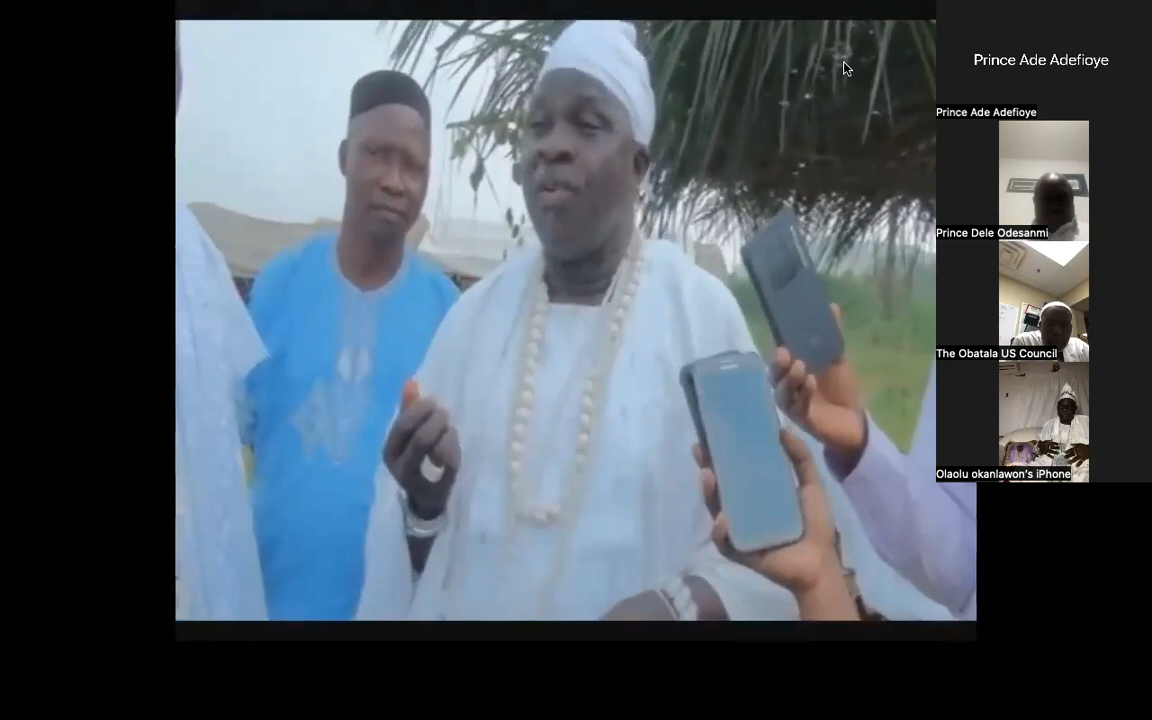 Prince Ade Adefioye
Prince Ade Adefioye
Prince Dele Odesanmi
The Obatala US Council
Olaolu okanlawon's iPhone